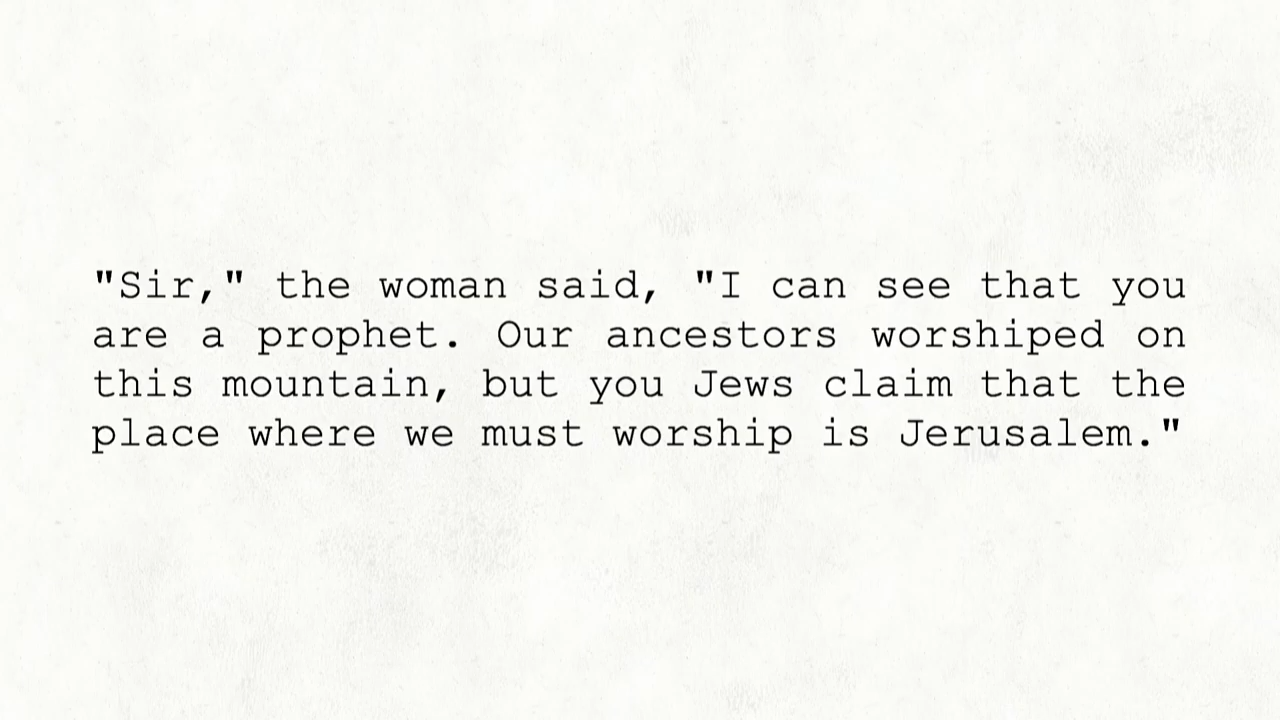 "Sir," the woman said, "I can see that you
are a prophet. Our ancestors worshiped on
this mountain, but you Jews claim that the
place where we must worship is Jerusalem."